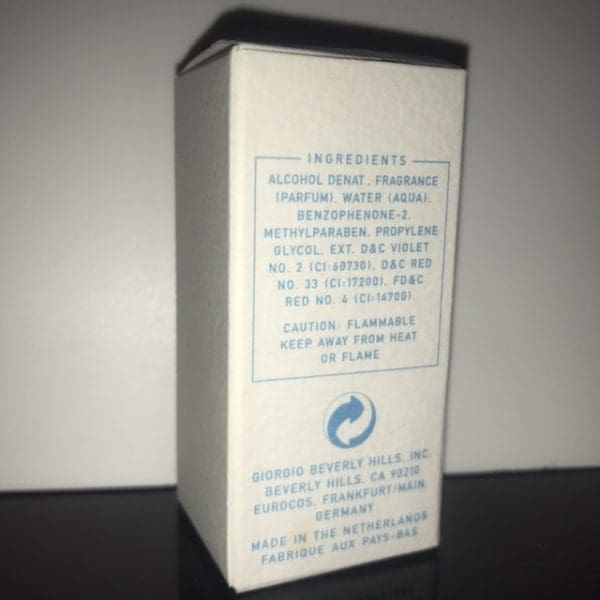 INGREDIENTS
ALCOHOL DENAT., FRAGRANCE
(PARFUM), WATER (AQUA),
BENZOPHENONE-2,
METHYLPARABEN, PROPYLENE
GLYCOL, EXT. D&C VIOLET
NO. 2 (CI:60730), D&C RED
NO. 33 (CI:17200), FD&C
RED NO. 4 (CI:14700).
CAUTION: FLAMMABLE
KEEP AWAY FROM HEAT
OR FLAME
GIORGIO BEVERLY HILLS, INC.
BEVERLY HILLS, CA 90210
EUROCOS, FRANKFURT/MAIN,
GERMANY
MADE IN THE NETHERLANDS
FABRIQUE AUX PAYS-BAS